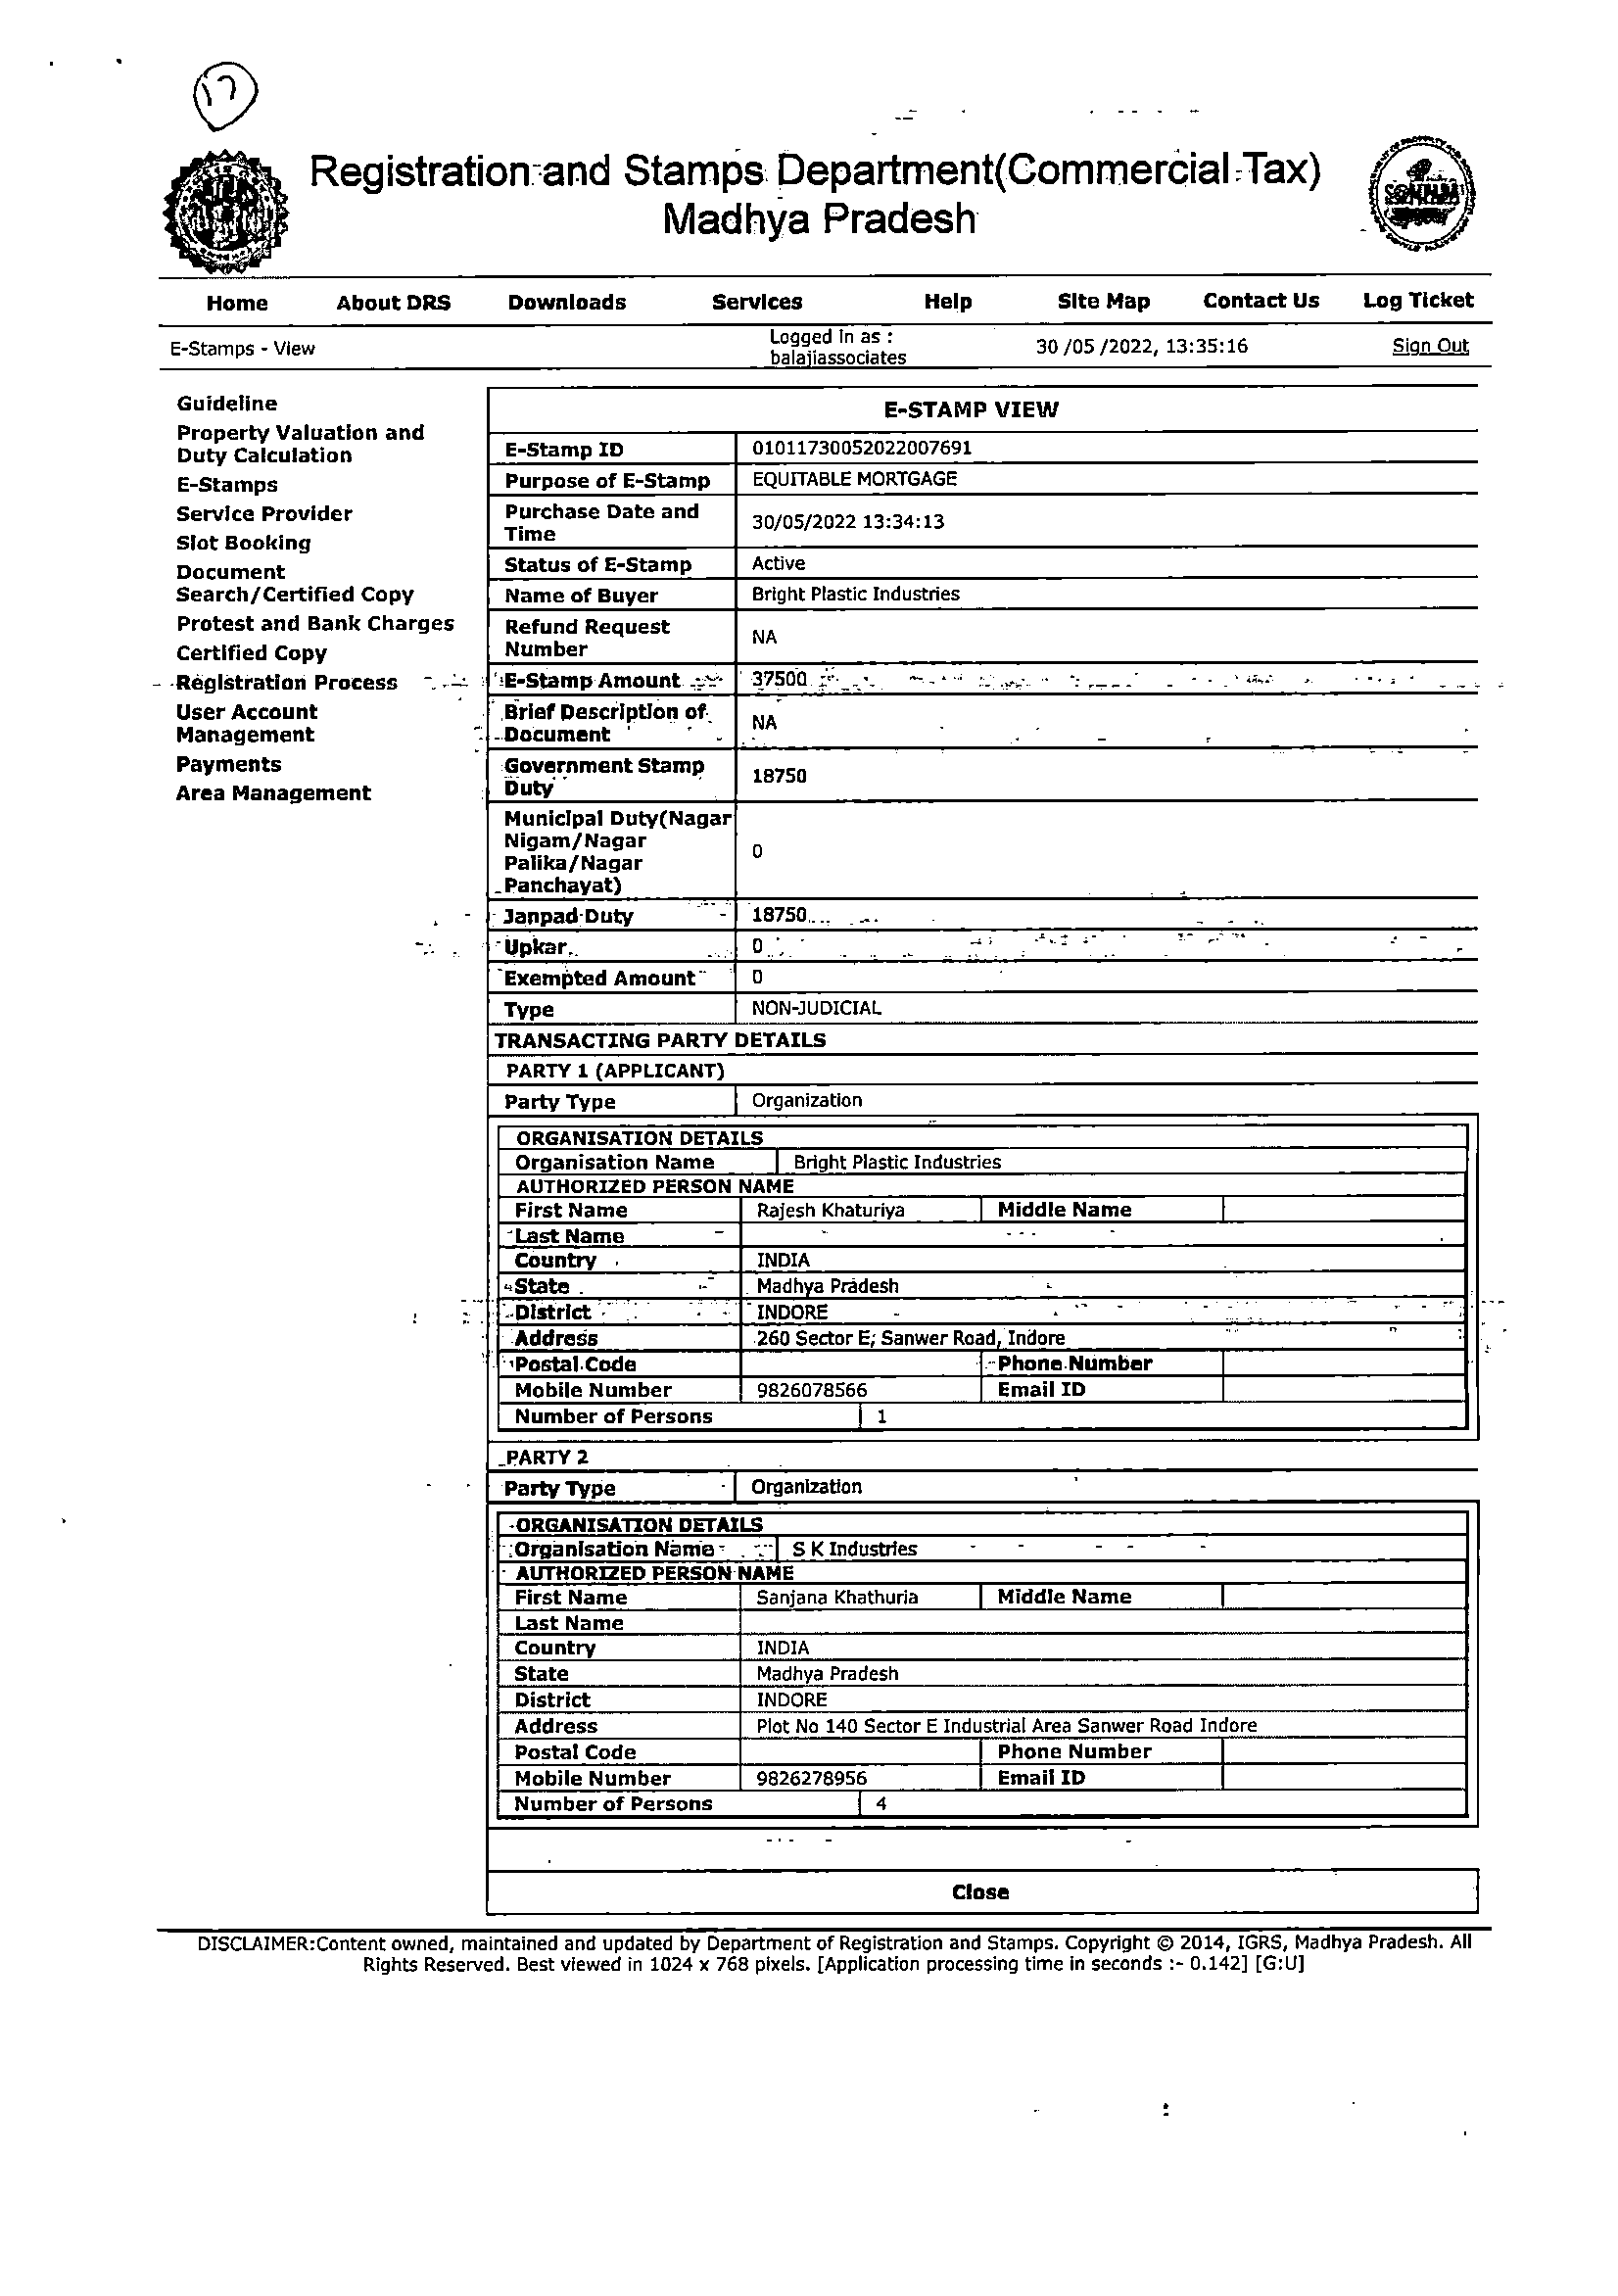 17
Registration and Stamps Department(Commercial Tax)
Madhya Pradesh
Home About DRS Downloads Services Help Site Map Contact Us Log Ticket
E-Stamps - View Logged in as : balajiassociates 30 /05 /2022, 13:35:16 Sign Out
Guideline
Property Valuation and
Duty Calculation
E-Stamps
Service Provider
Slot Booking
Document
Search/Certified Copy
Protest and Bank Charges
Certified Copy
Registration Process
User Account
Management
Payments
Area Management
E-STAMP VIEW
E-Stamp ID 01011730052022007691
Purpose of E-Stamp EQUITABLE MORTGAGE
Purchase Date and
Time 30/05/2022 13:34:13
Status of E-Stamp Active
Name of Buyer Bright Plastic Industries
Refund Request
Number NA
E-Stamp Amount 37500
Brief Description of
Document NA
Government Stamp
Duty 18750
Municipal Duty(Nagar
Nigam/Nagar
Palika/Nagar
Panchayat) 0
Janpad Duty 18750
Upkar 0
Exempted Amount 0
Type NON-JUDICIAL
TRANSACTING PARTY DETAILS
PARTY 1 (APPLICANT)
Party Type Organization
ORGANISATION DETAILS
Organisation Name Bright Plastic Industries
AUTHORIZED PERSON NAME
First Name Rajesh Khaturiya Middle Name
Last Name
Country INDIA
State Madhya Pradesh
District INDORE
Address 260 Sector E, Sanwer Road, Indore
Postal Code Phone Number
Mobile Number 9826078566 Email ID
Number of Persons 1
PARTY 2
Party Type Organization
ORGANISATION DETAILS
Organisation Name S K Industries
AUTHORIZED PERSON NAME
First Name Sanjana Khathuria Middle Name
Last Name
Country INDIA
State Madhya Pradesh
District INDORE
Address Plot No 140 Sector E Industrial Area Sanwer Road Indore
Postal Code Phone Number
Mobile Number 9826278956 Email ID
Number of Persons 4
Close
DISCLAIMER:Content owned, maintained and updated by Department of Registration and Stamps. Copyright © 2014, IGRS, Madhya Pradesh. All
Rights Reserved. Best viewed in 1024 x 768 pixels. [Application processing time in seconds :- 0.142] [G:U]